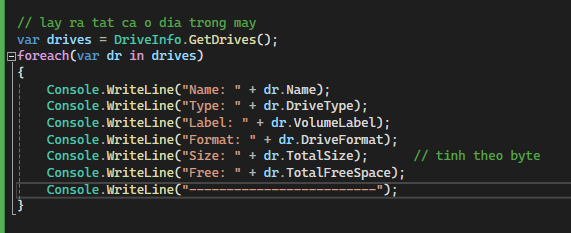 // lay ra tat ca o dia trong may
var drives = DriveInfo.GetDrives();
foreach(var dr in drives)
{
    Console.WriteLine("Name: " + dr.Name);
    Console.WriteLine("Type: " + dr.DriveType);
    Console.WriteLine("Label: " + dr.VolumeLabel);
    Console.WriteLine("Format: " + dr.DriveFormat);
    Console.WriteLine("Size: " + dr.TotalSize);      // tinh theo byte
    Console.WriteLine("Free: " + dr.TotalFreeSpace);
    Console.WriteLine("-------------------------");
}